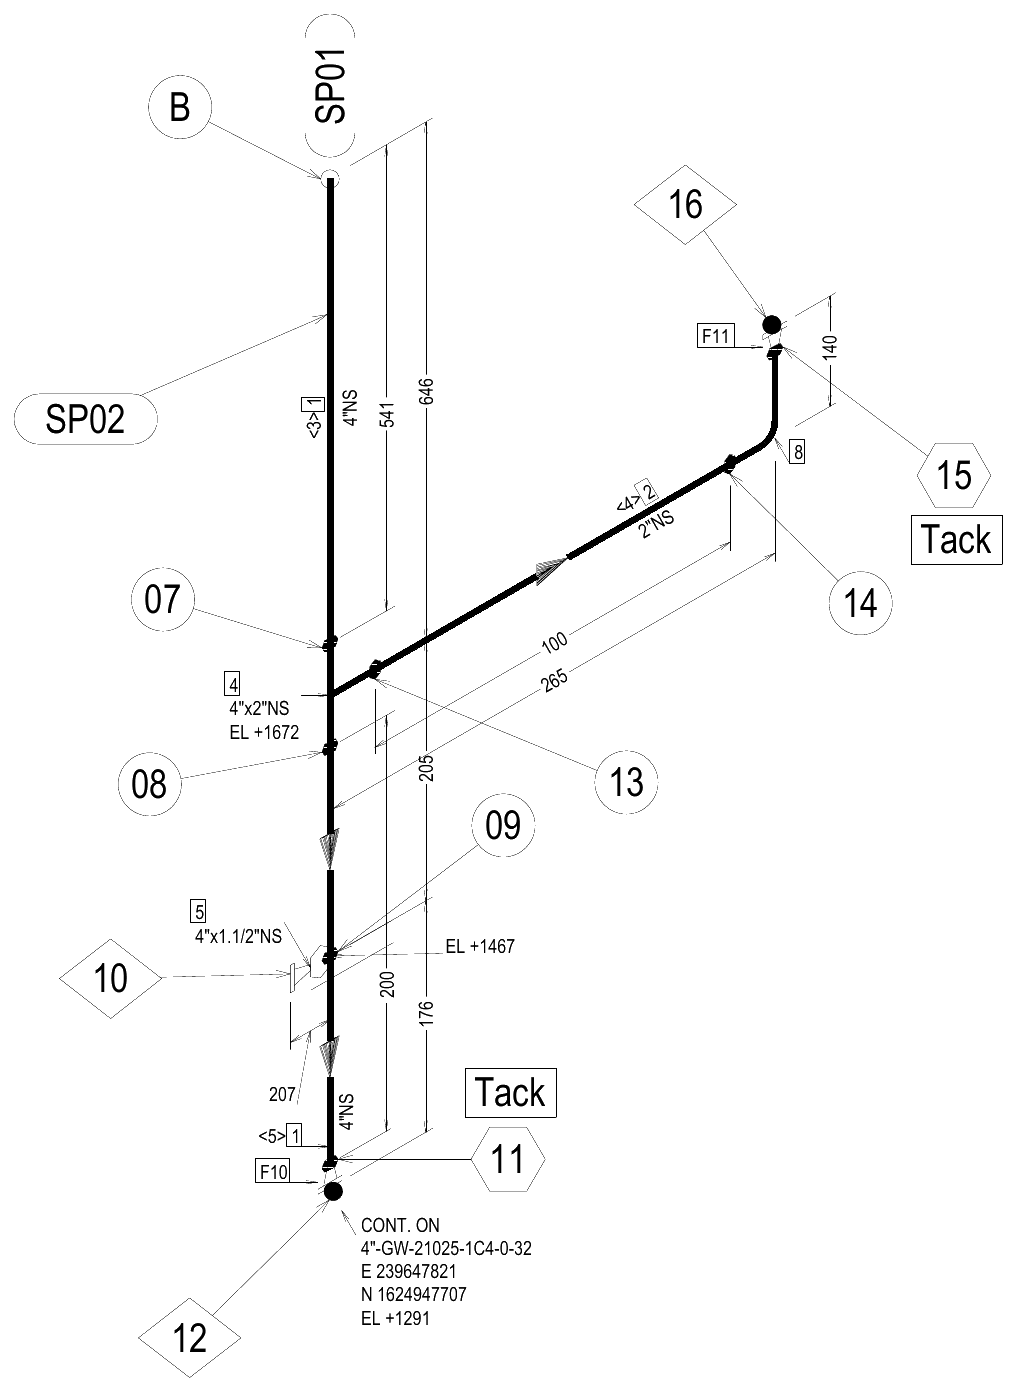 SP01
B
16
F11
140
646
541
SP02
<3> 1
4"NS
8
15
Tack
<4> 2
2"NS
07
14
100
265
4
4"x2"NS
EL +1672
08
205
13
09
5
4"x1.1/2"NS
EL +1467
10
200
176
207
Tack
4"NS
<5> 1
11
F10
CONT. ON
4"-GW-21025-1C4-0-32
E 239647821
N 1624947707
EL +1291
12